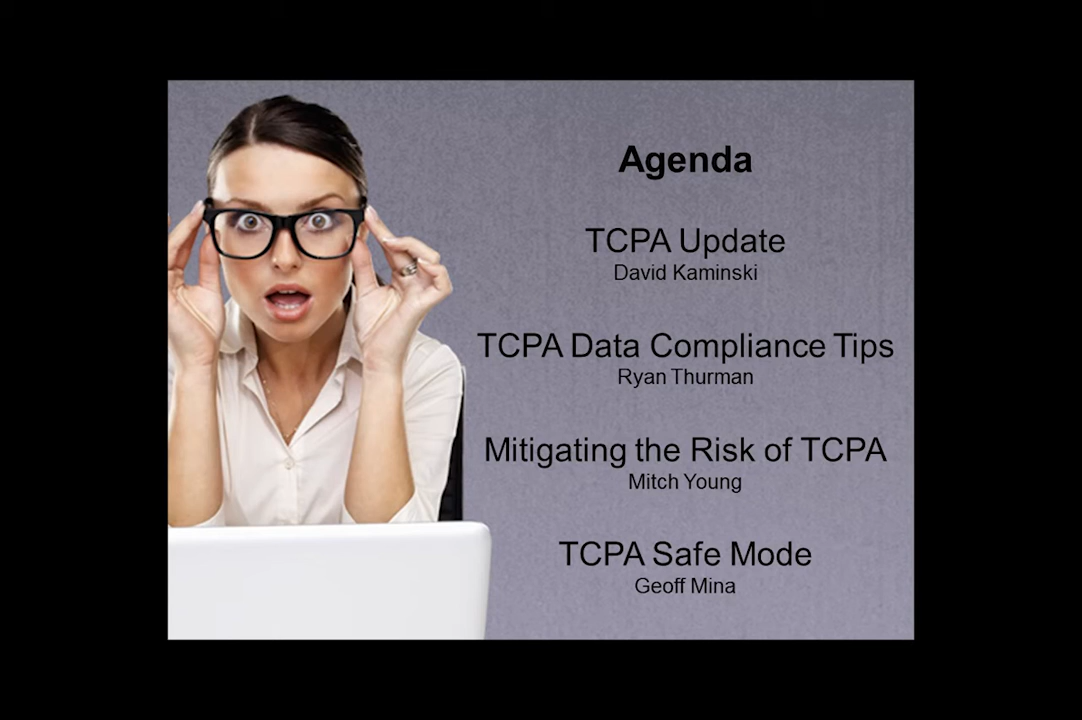 Agenda
TCPA Update
David Kaminski
TCPA Data Compliance Tips
Ryan Thurman
Mitigating the Risk of TCPA
Mitch Young
TCPA Safe Mode
Geoff Mina